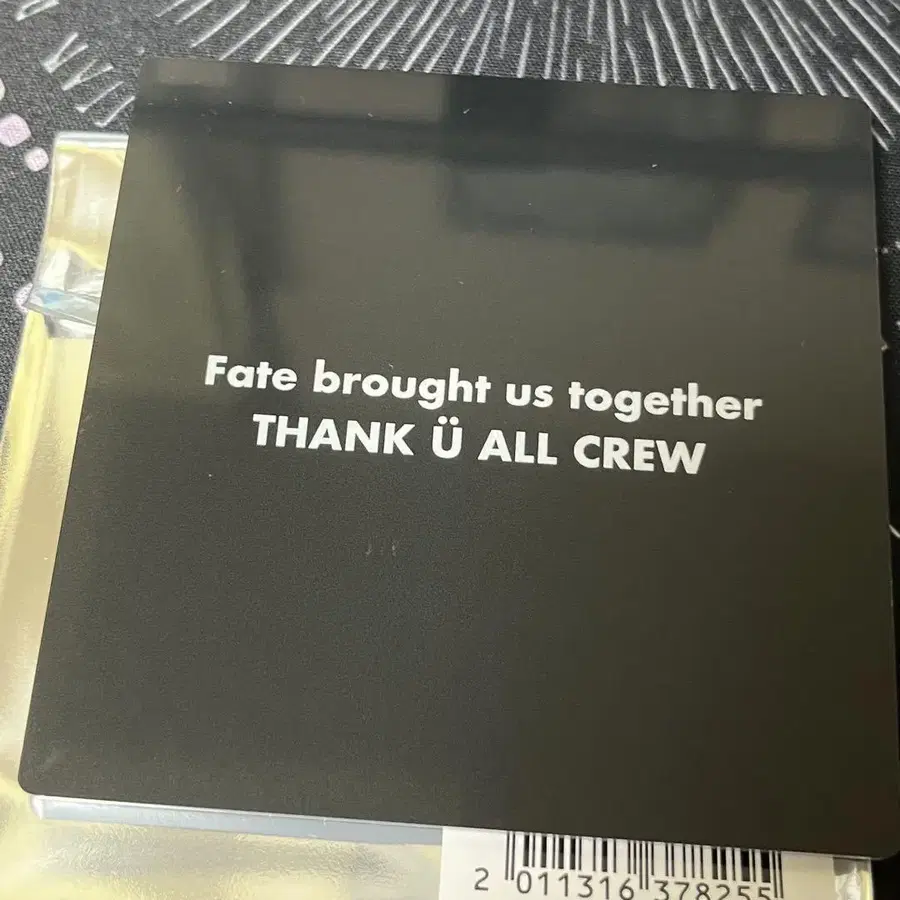 Fate brought us together
THANK Ü ALL CREW
2 011316 378255